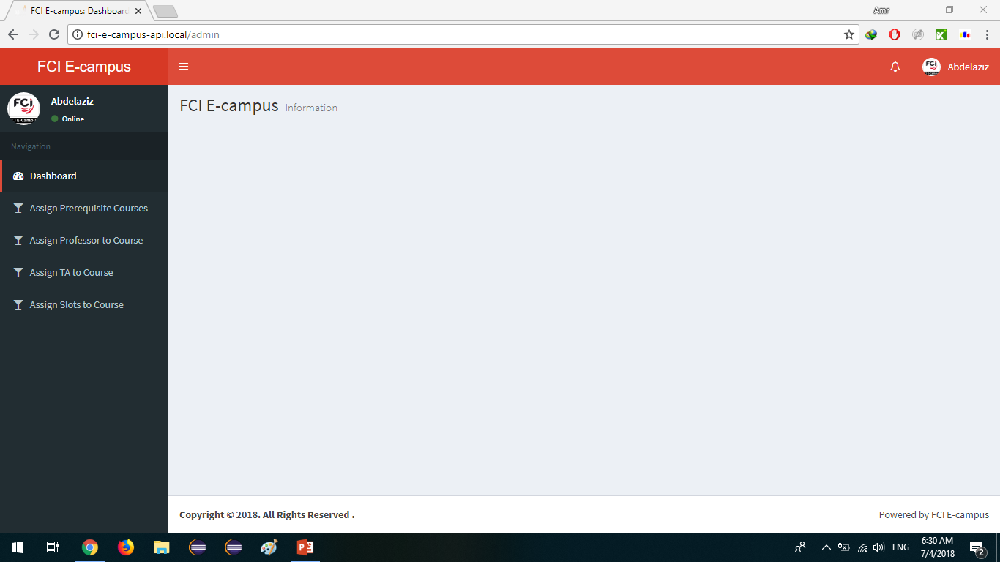 FCI E-campus: Dashboard
Amr
fci-e-campus-api.local/admin
FCI E-campus
Abdelaziz
FCi
Abdelaziz
Online
FCI E-campus Information
Navigation
Dashboard
Assign Prerequisite Courses
Assign Professor to Course
Assign TA to Course
Assign Slots to Course
Copyright © 2018. All Rights Reserved .
Powered by FCI E-campus
ENG
6:30 AM
7/4/2018
2